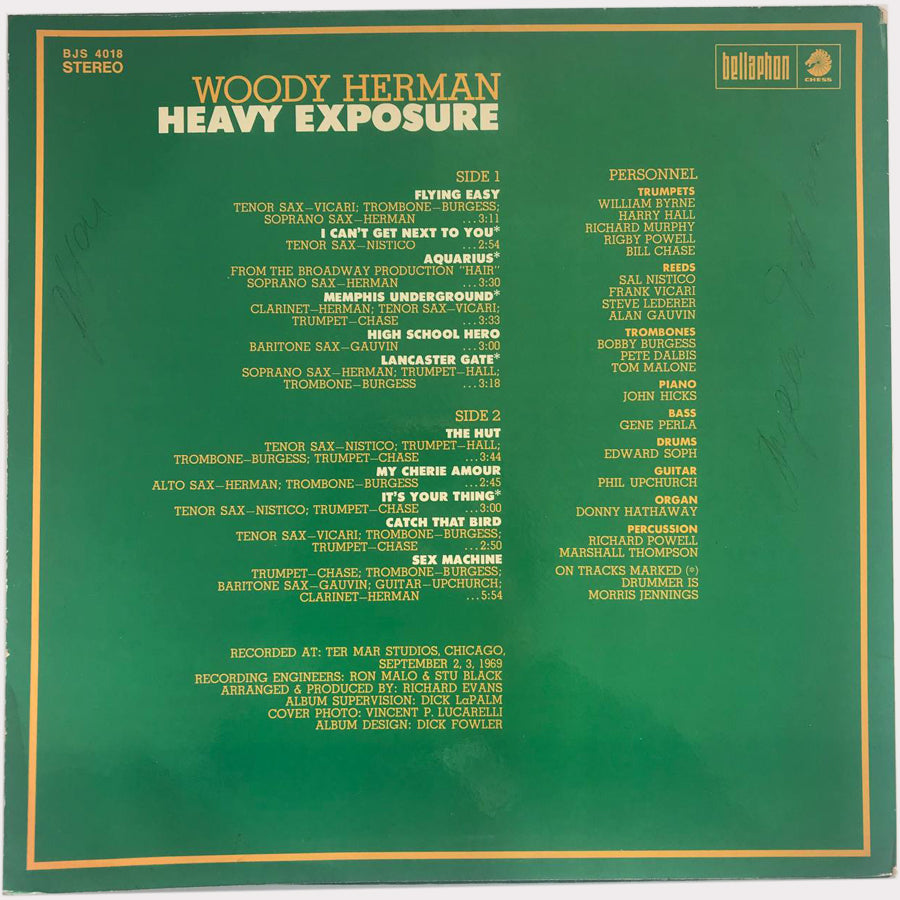 BJS 4018
STEREO
bellaphon
CHESS
WOODY HERMAN
HEAVY EXPOSURE
SIDE 1
FLYING EASY
TENOR SAX—VICARI; TROMBONE—BURGESS;
SOPRANO SAX—HERMAN ...3:11
I CAN'T GET NEXT TO YOU*
TENOR SAX—NISTICO ...2:54
AQUARIUS*
FROM THE BROADWAY PRODUCTION "HAIR"
SOPRANO SAX—HERMAN ...3:30
MEMPHIS UNDERGROUND*
CLARINET—HERMAN; TENOR SAX—VICARI;
TRUMPET—CHASE ...3:33
HIGH SCHOOL HERO
BARITONE SAX—GAUVIN ...3:00
LANCASTER GATE*
SOPRANO SAX—HERMAN; TRUMPET—HALL;
TROMBONE—BURGESS ...3:18
SIDE 2
THE HUT
TENOR SAX—NISTICO; TRUMPET—HALL;
TROMBONE—BURGESS; TRUMPET—CHASE ...3:44
MY CHERIE AMOUR
ALTO SAX—HERMAN; TROMBONE—BURGESS ...2:45
IT'S YOUR THING*
TENOR SAX—NISTICO; TRUMPET—CHASE ...3:00
CATCH THAT BIRD
TENOR SAX—VICARI; TROMBONE—BURGESS;
TRUMPET—CHASE ...2:50
SEX MACHINE
TRUMPET—CHASE; TROMBONE—BURGESS;
BARITONE SAX—GAUVIN; GUITAR—UPCHURCH;
CLARINET—HERMAN ...5:54
RECORDED AT: TER MAR STUDIOS, CHICAGO,
SEPTEMBER 2, 3, 1969
RECORDING ENGINEERS: RON MALO & STU BLACK
ARRANGED & PRODUCED BY: RICHARD EVANS
ALBUM SUPERVISION: DICK LaPALM
COVER PHOTO: VINCENT P. LUCARELLI
ALBUM DESIGN: DICK FOWLER
PERSONNEL
TRUMPETS
WILLIAM BYRNE
HARRY HALL
RICHARD MURPHY
RIGBY POWELL
BILL CHASE
REEDS
SAL NISTICO
FRANK VICARI
STEVE LEDERER
ALAN GAUVIN
TROMBONES
BOBBY BURGESS
PETE DALBIS
TOM MALONE
PIANO
JOHN HICKS
BASS
GENE PERLA
DRUMS
EDWARD SOPH
GUITAR
PHIL UPCHURCH
ORGAN
DONNY HATHAWAY
PERCUSSION
RICHARD POWELL
MARSHALL THOMPSON
ON TRACKS MARKED (*)
DRUMMER IS
MORRIS JENNINGS